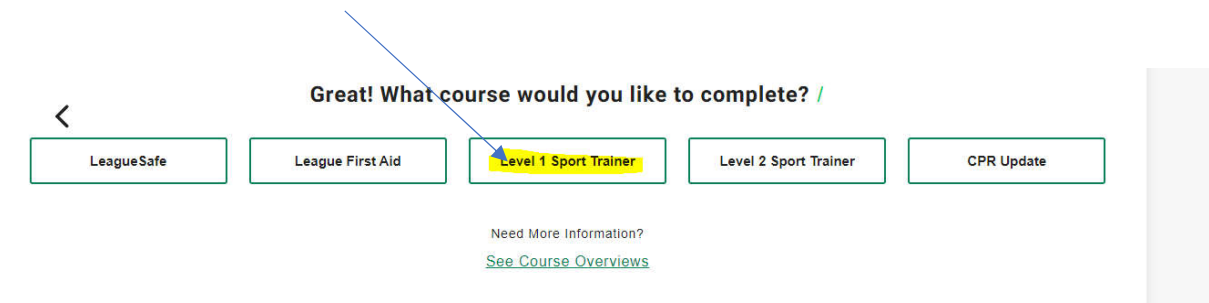 Great! What course would you like to complete? /
LeagueSafe
League First Aid
Level 1 Sport Trainer
Level 2 Sport Trainer
CPR Update
Need More Information?
See Course Overviews